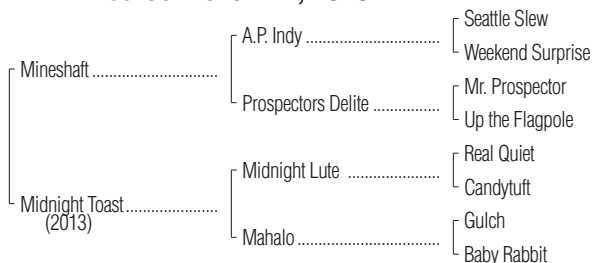 Seattle Slew
A.P. Indy
Weekend Surprise
Mineshaft
Mr. Prospector
Prospectors Delite
Up the Flagpole
Real Quiet
Midnight Lute
Candytuft
Midnight Toast
(2013)
Gulch
Mahalo
Baby Rabbit